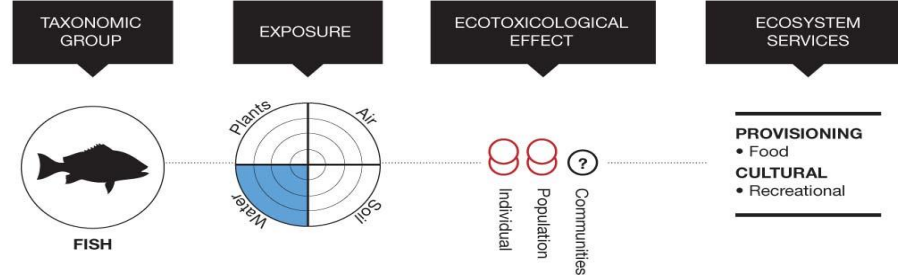 TAXONOMIC
GROUP
EXPOSURE
ECOTOXICOLOGICAL
EFFECT
ECOSYSTEM
SERVICES
FISH
Plants
Air
Water
Soil
?
Individual
Population
Communities
PROVISIONING
• Food
CULTURAL
• Recreational